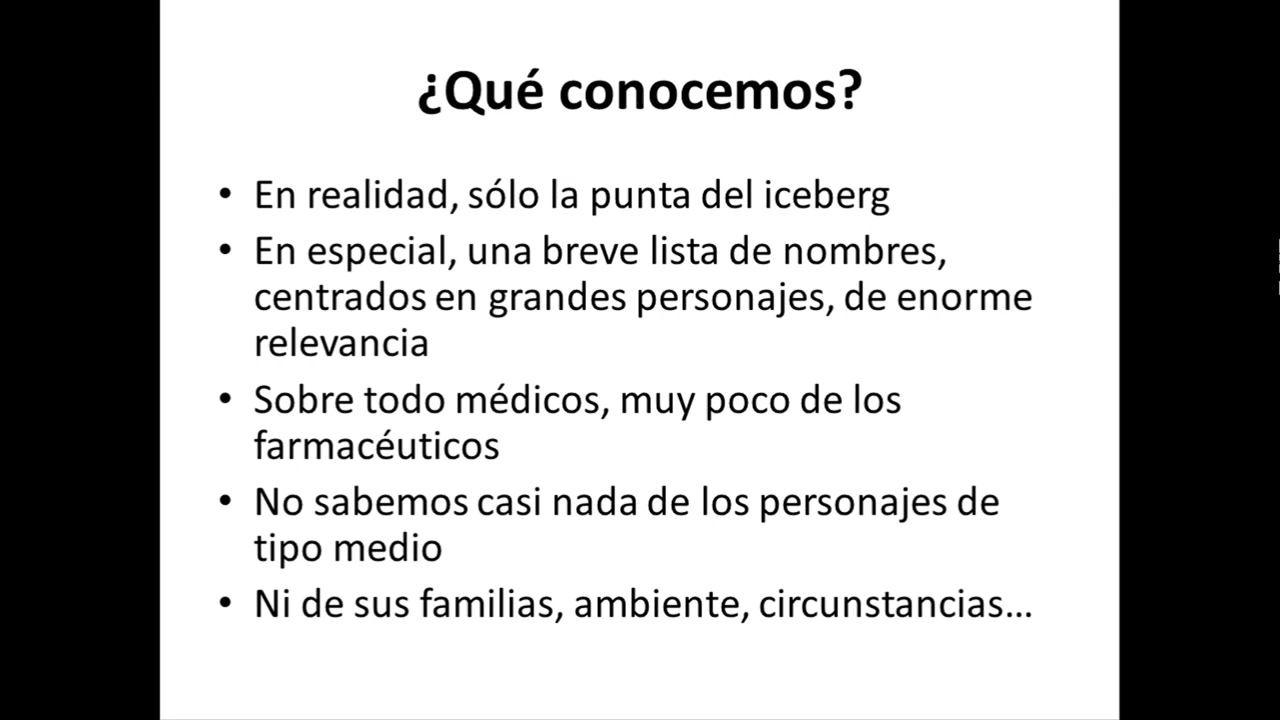 ¿Qué conocemos?
• En realidad, sólo la punta del iceberg
• En especial, una breve lista de nombres,
centrados en grandes personajes, de enorme
relevancia
• Sobre todo médicos, muy poco de los
farmacéuticos
• No sabemos casi nada de los personajes de
tipo medio
• Ni de sus familias, ambiente, circunstancias…